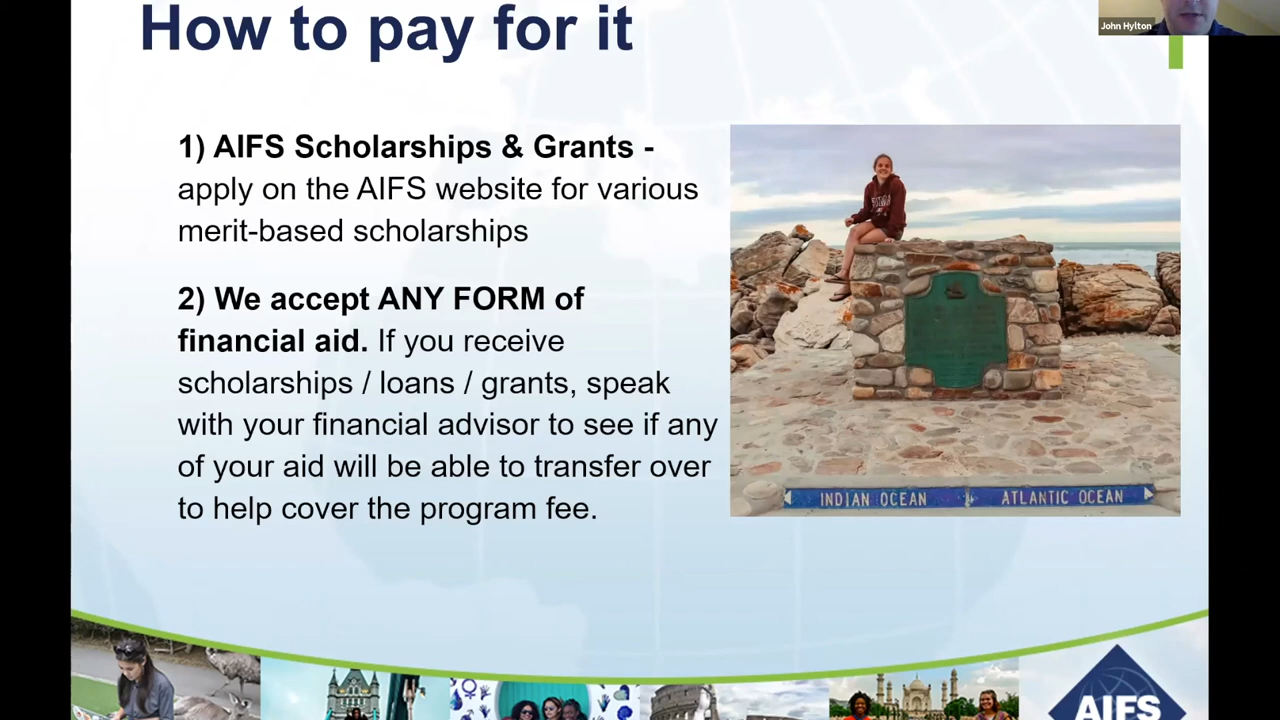 How to pay for it
John Hylton
1) AIFS Scholarships & Grants -
apply on the AIFS website for various
merit-based scholarships
2) We accept ANY FORM of
financial aid. If you receive
scholarships / loans / grants, speak
with your financial advisor to see if any
of your aid will be able to transfer over
to help cover the program fee.
INDIAN OCEAN ATLANTIC OCEAN
AIFS